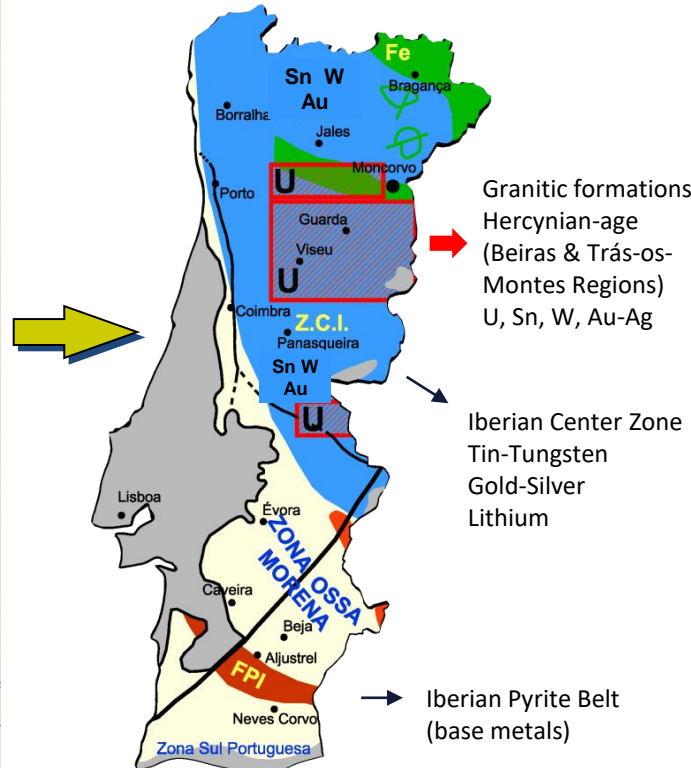 Fe
Sn W
Au
Bragança
Borralha
Jales
Moncorvo
U
Porto
Guarda
Viseu
U
Coimbra
Z.C.I.
Panasqueira
Sn W
Au
U
Lisboa
Évora
ZONA OSSA
MORENA
Caveira
Beja
Aljustrel
FPI
Neves Corvo
Zona Sul Portuguesa
Granitic formations
Hercynian-age
(Beiras & Trás-os-
Montes Regions)
U, Sn, W, Au-Ag
Iberian Center Zone
Tin-Tungsten
Gold-Silver
Lithium
Iberian Pyrite Belt
(base metals)